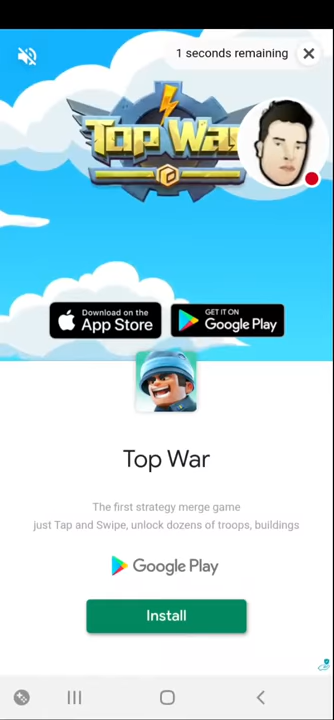 1 seconds remaining
Top War
Download on the
App Store
GET IT ON
Google Play
Top War
The first strategy merge game
just Tap and Swipe, unlock dozens of troops, buildings
Google Play
Install